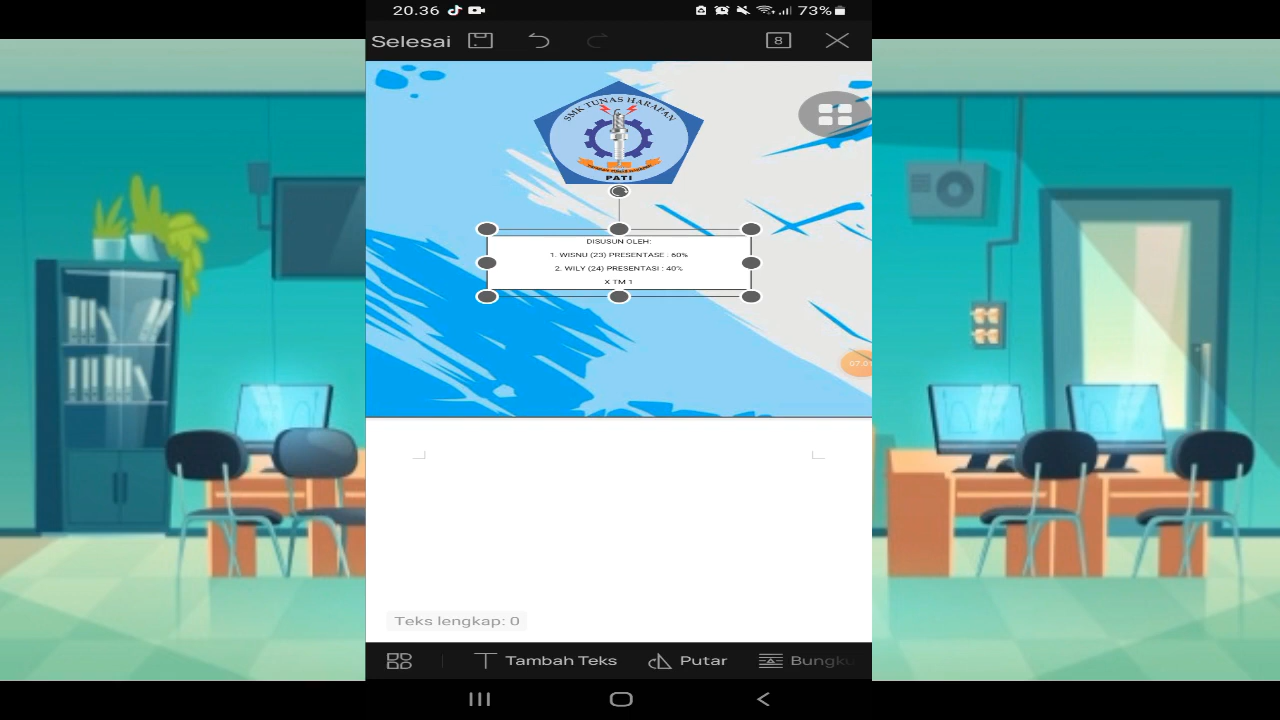 20.36
73%
Selesai
8
SMK TUNAS HARAPAN
PATI
DISUSUN OLEH:
1. WISNU (23) PRESENTASE : 60%
2. WILY (24) PRESENTASI : 40%
X TM 1
Teks lengkap: 0
Tambah Teks
Putar